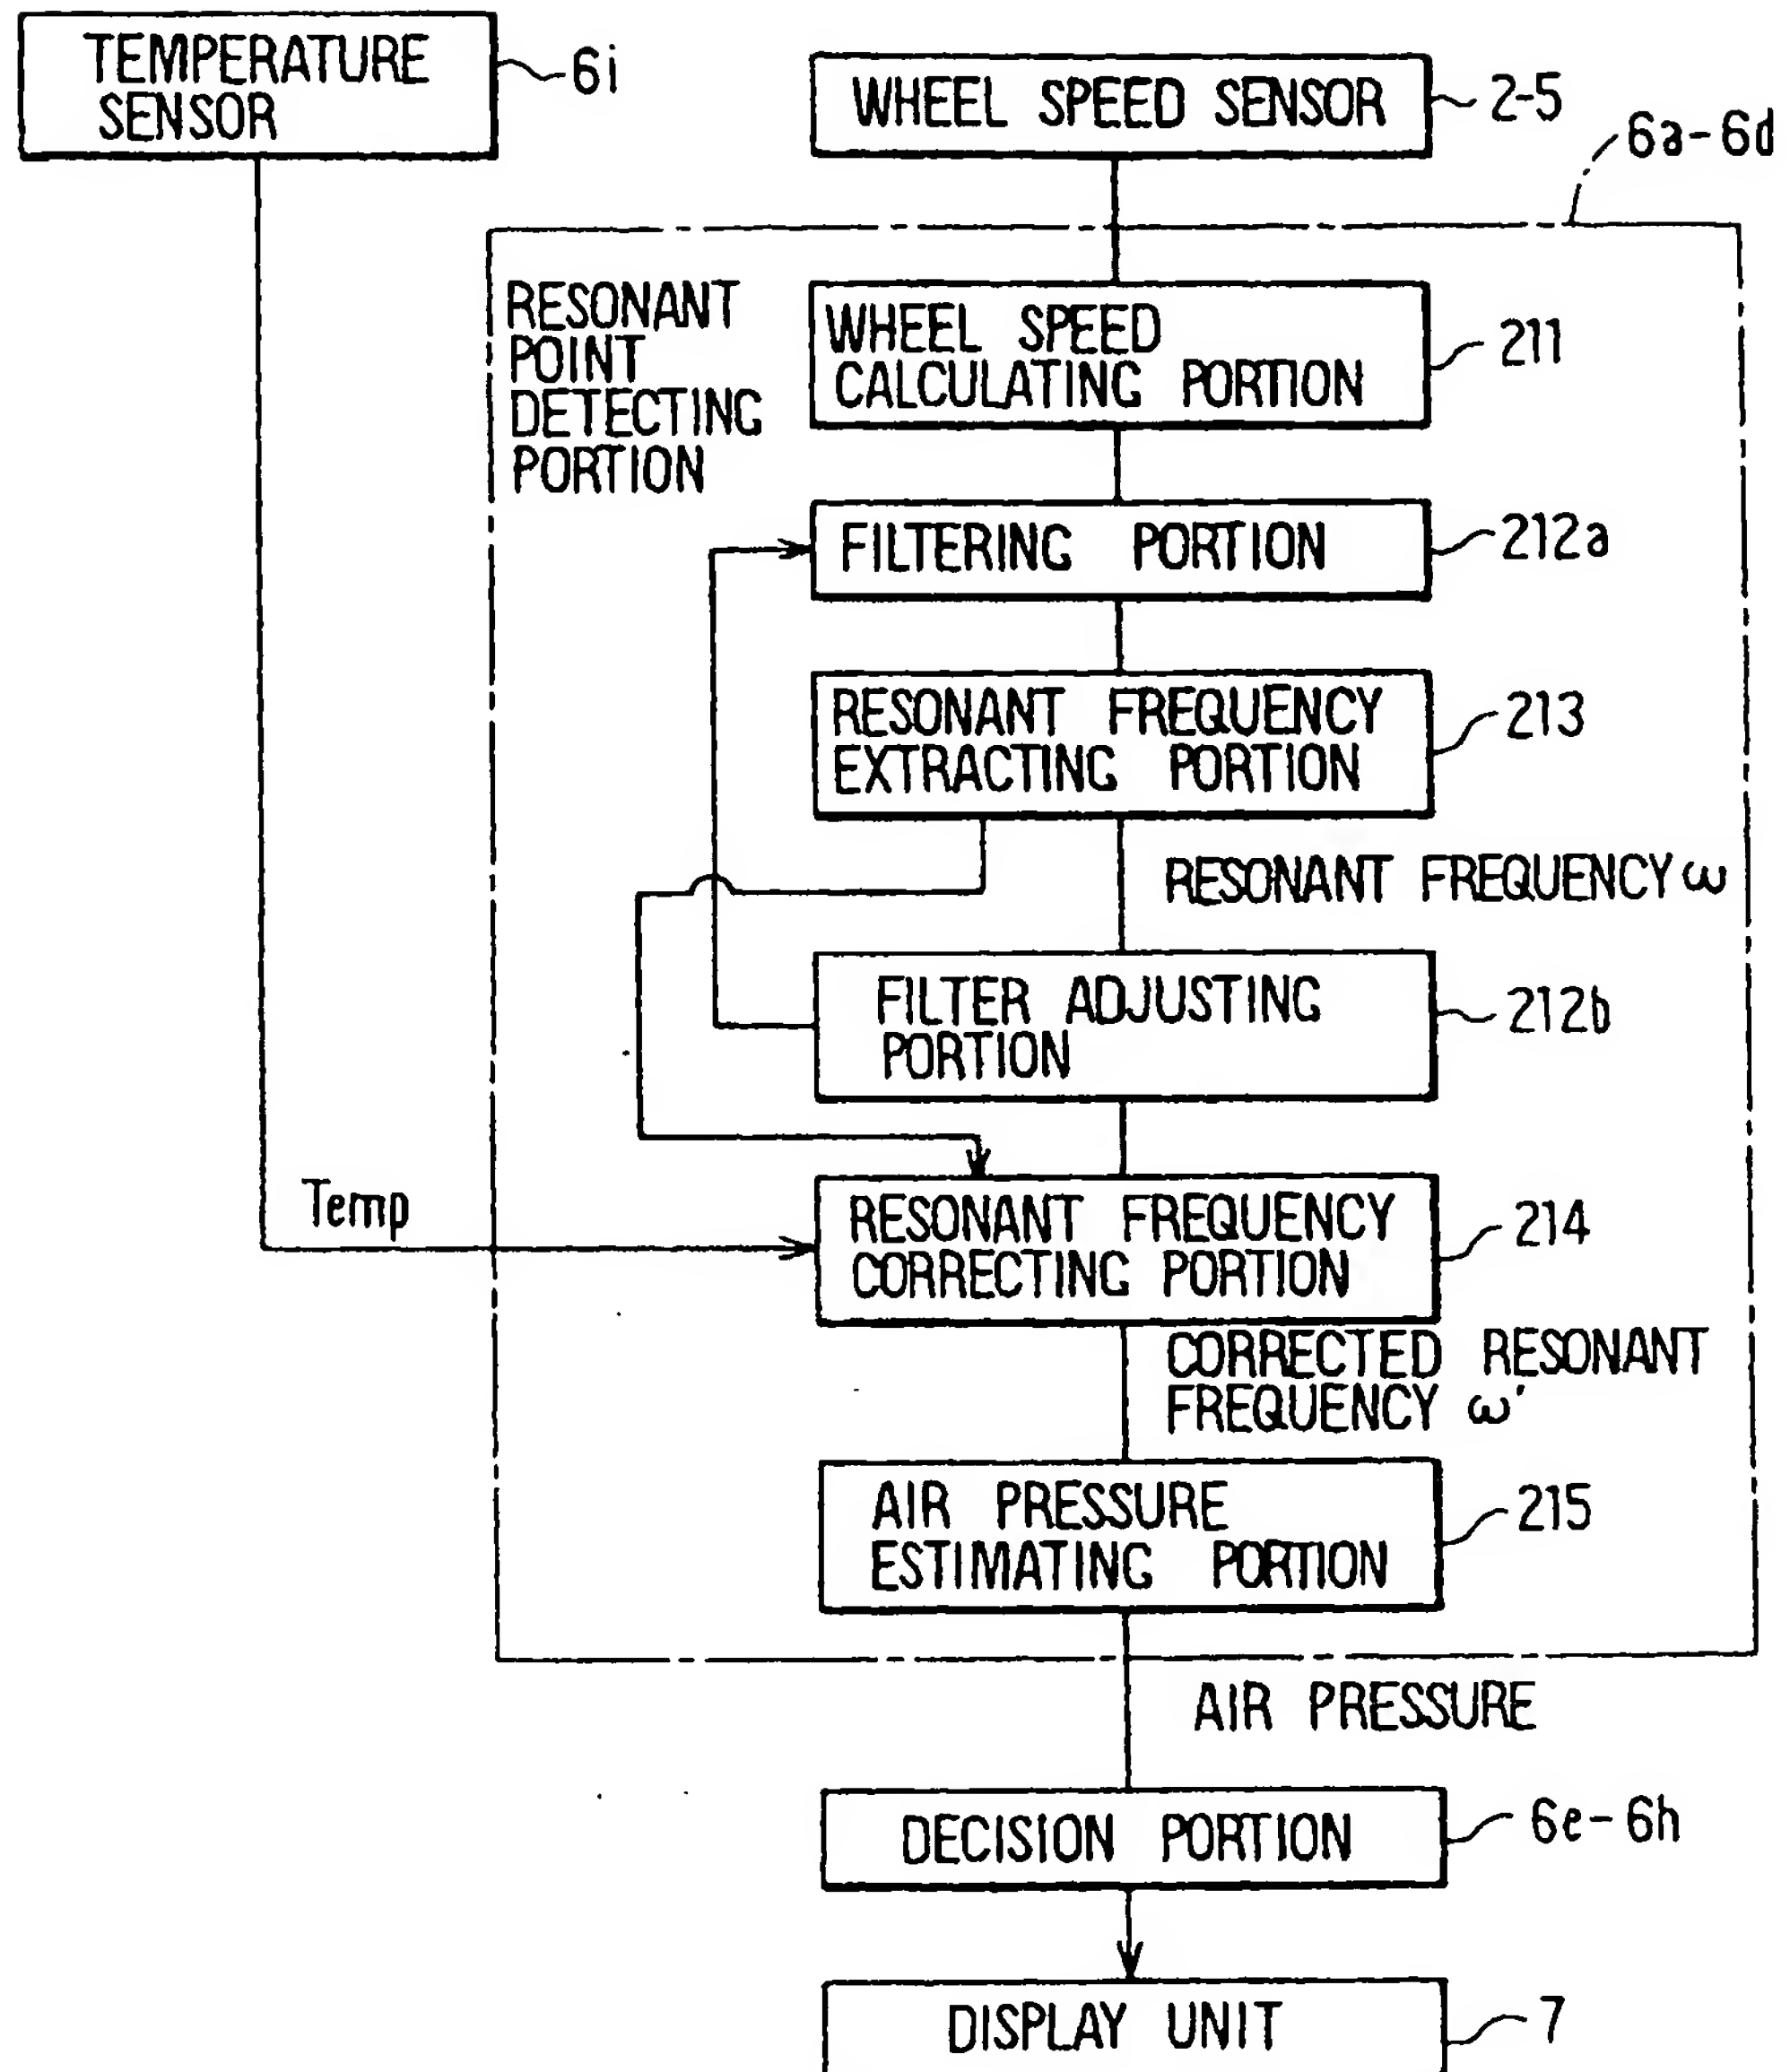 TEMPERATURE
SENSOR
6i
WHEEL SPEED SENSOR
2-5
6a-6d
RESONANT
POINT
DETECTING
PORTION
WHEEL SPEED
CALCULATING PORTION
211
FILTERING PORTION
212a
RESONANT FREQUENCY
EXTRACTING PORTION
213
RESONANT FREQUENCY ω
FILTER ADJUSTING
PORTION
212b
Temp
RESONANT FREQUENCY
CORRECTING PORTION
214
CORRECTED RESONANT
FREQUENCY ω'
AIR PRESSURE
ESTIMATING PORTION
215
AIR PRESSURE
DECISION PORTION
6e-6h
DISPLAY UNIT
7